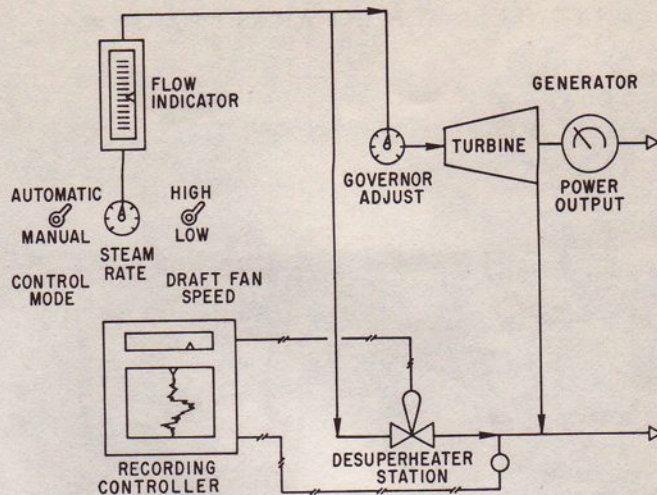 FLOW
INDICATOR
GENERATOR
TURBINE
GOVERNOR
ADJUST
POWER
OUTPUT
AUTOMATIC
MANUAL
CONTROL
MODE
STEAM
RATE
HIGH
LOW
DRAFT FAN
SPEED
RECORDING
CONTROLLER
DESUPERHEATER
STATION